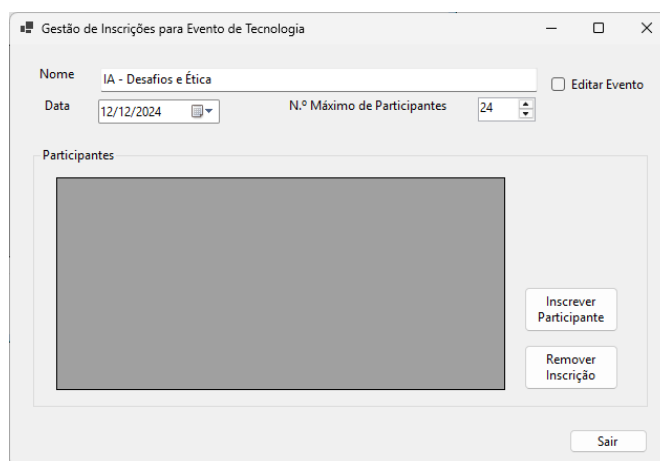 Gestão de Inscrições para Evento de Tecnologia
Nome
IA - Desafios e Ética
Editar Evento
Data
12/12/2024
N.º Máximo de Participantes
24
Participantes
Inscrever
Participante
Remover
Inscrição
Sair